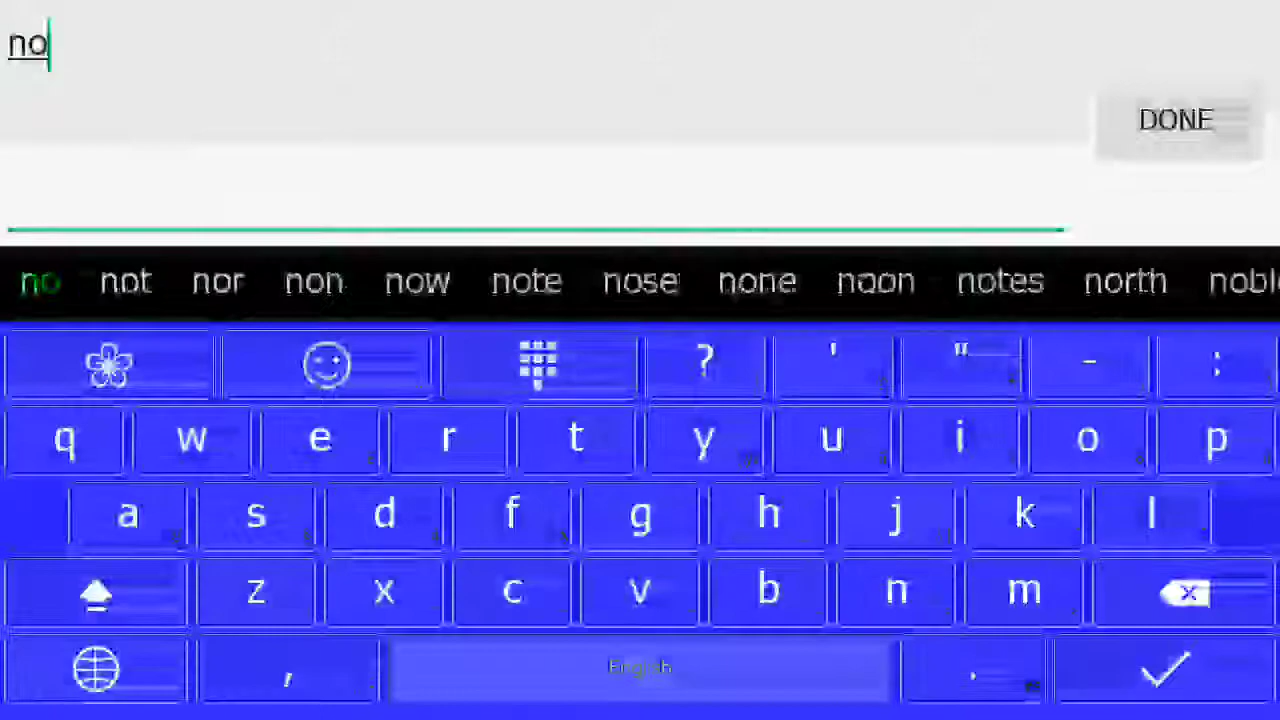 no
DONE
no not nor non now note nose none noon notes north
? ' " - :
q w e r t y u i o p
a s d f g h j k l
z x c v b n m
, English .